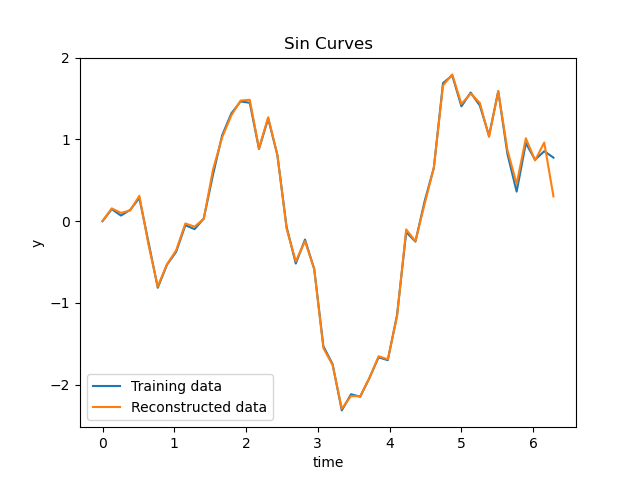 Sin Curves
2
1
0
−1
−2
y
Training data
Reconstructed data
0 1 2 3 4 5 6
time